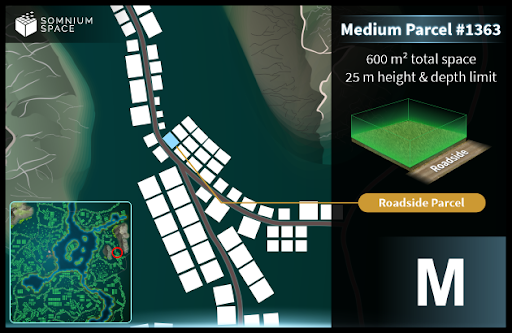 SOMNIUM
SPACE
Medium Parcel #1363
600 m² total space
25 m height & depth limit
Roadside
Roadside Parcel
M